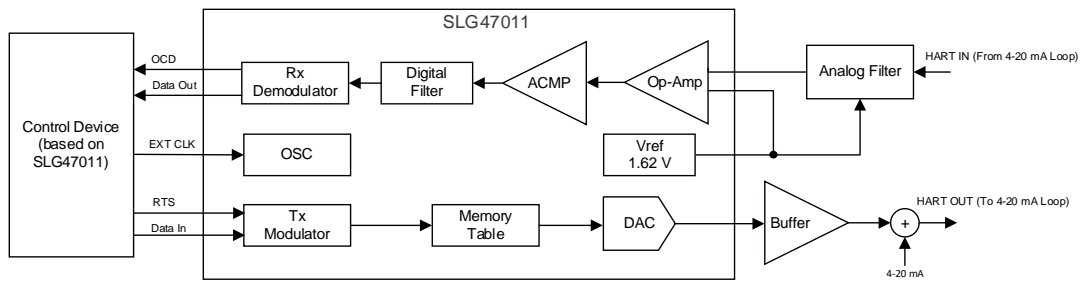 SLG47011
HART IN (From 4-20 mA Loop)
OCD
Data Out
Rx
Demodulator
Digital
Filter
ACMP
Op-Amp
Analog Filter
Control Device
(based on
SLG47011)
EXT CLK
OSC
Vref
1.62 V
RTS
Data In
Tx
Modulator
Memory
Table
DAC
Buffer
+
HART OUT (To 4-20 mA Loop)
4-20 mA